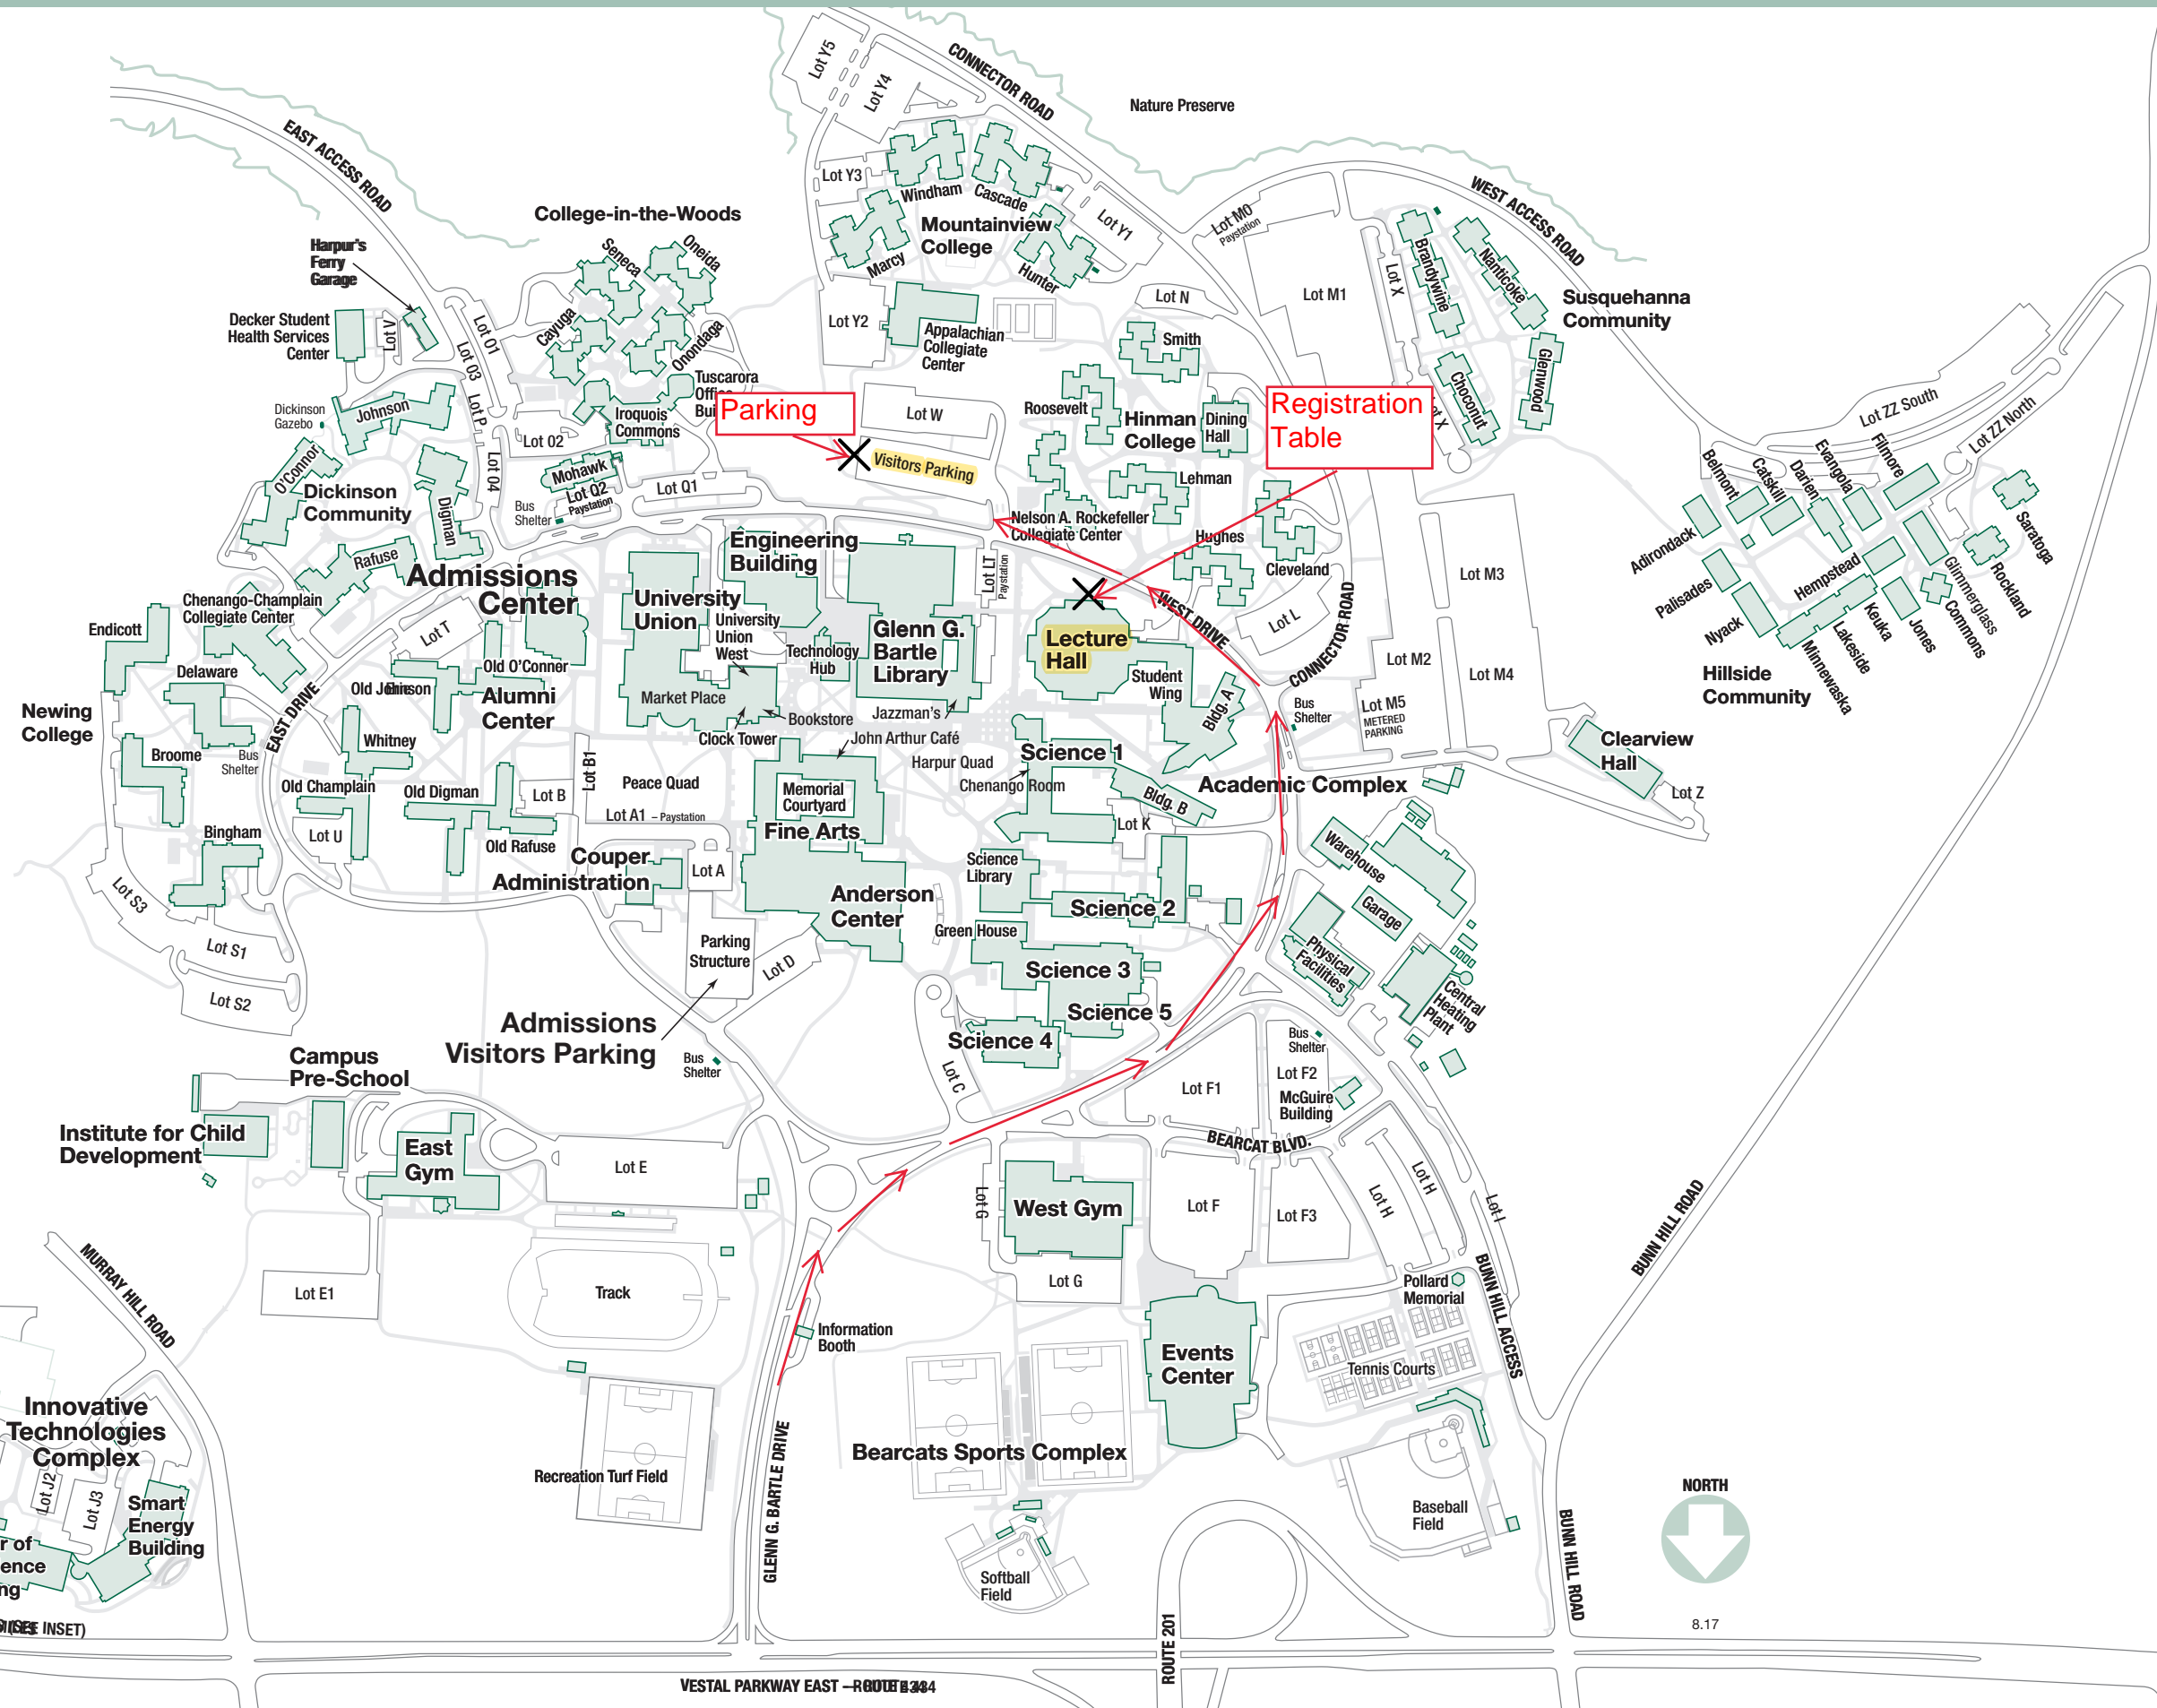 Lot Y5
Lot Y4
CONNECTOR ROAD
Nature Preserve
EAST ACCESS ROAD
Lot Y3
Windham
Cascade
Lot Y1
Lot M0
Paystation
WEST ACCESS ROAD
College-in-the-Woods
Mountainview
College
Marcy
Hunter
Harpur's
Ferry
Garage
Seneca
Oneida
Cayuga
Onondaga
Brandywine
Nanticoke
Lot X
Lot M1
Lot N
Susquehanna
Community
Decker Student
Health Services
Center
Lot V
Lot O1
Lot O3
Lot P
Lot Y2
Appalachian
Collegiate
Center
Smith
Glenwood
Choconut
Tuscarora
Iroquois
Commons
Parking
Lot W
Roosevelt
Hinman
College
Dining
Hall
Registration
Table
Lot ZZ South
Lot ZZ North
Dickinson
Gazebo
Johnson
Lot O2
Lot O4
Mohawk
Lot Q2
Paystation
Lot Q1
Visitors Parking
Lehman
O'Connor
Dickinson
Community
Digman
Bus
Shelter
Nelson A. Rockefeller
Collegiate Center
Hughes
Cleveland
Belmont
Catskill
Darien
Evangola
Filmore
Saratoga
Adirondack
Rafuse
Admissions
Center
Engineering
Building
University
Union
University
Union
West
Lot LT
Paystation
WEST DRIVE
Lot L
CONNECTOR ROAD
Lot M3
Palisades
Hempstead
Glimmerglass
Rockland
Commons
Nyack
Keuka
Jones
Lakeside
Minnewaska
Hillside
Community
Chenango-Champlain
Collegiate Center
Endicott
Lot T
Technology
Hub
Glenn G.
Bartle
Library
Lecture
Hall
Student
Wing
Bldg. A
Lot M2
Lot M4
Delaware
Old O'Conner
Alumni
Center
Market Place
Bookstore
Jazzman's
Clock Tower
John Arthur Café
Bus
Shelter
Lot M5
METERED
PARKING
Newing
College
EAST DRIVE
Whitney
Broome
Bus
Shelter
Old Champlain
Old Digman
Lot B
Lot B1
Peace Quad
Harpur Quad
Science 1
Chenango Room
Academic Complex
Clearview
Hall
Lot Z
Memorial
Courtyard
Lot A1 – Paystation
Bldg. B
Lot K
Bingham
Lot U
Old Rafuse
Fine Arts
Couper
Administration
Lot A
Science
Library
Warehouse
Garage
Lot S3
Anderson
Center
Science 2
Green House
Physical
Facilities
Lot S1
Lot S2
Parking
Structure
Lot D
Science 3
Science 5
Science 4
Central
Heating
Plant
Admissions
Visitors Parking
Bus
Shelter
Bus
Shelter
Campus
Pre-School
Lot C
Lot F1
Lot F2
McGuire
Building
Institute for Child
Development
East
Gym
Lot E
BEARCAT BLVD.
Lot G
West Gym
Lot F
Lot F3
Lot H
Lot H
Lot I
MURRAY HILL ROAD
Lot E1
Track
Lot G
Pollard
Memorial
BUNN HILL ACCESS
BUNN HILL ROAD
Information
Booth
Events
Center
Tennis Courts
Innovative
Technologies
Complex
Recreation Turf Field
GLENN G. BARTLE DRIVE
Bearcats Sports Complex
Lot J2
Lot J3
Smart
Energy
Building
Softball
Field
Baseball
Field
NORTH
BUNN HILL ROAD
r of
ence
ng
(SEE INSET)
ROUTE 201
8.17
VESTAL PARKWAY EAST – ROUTE 434